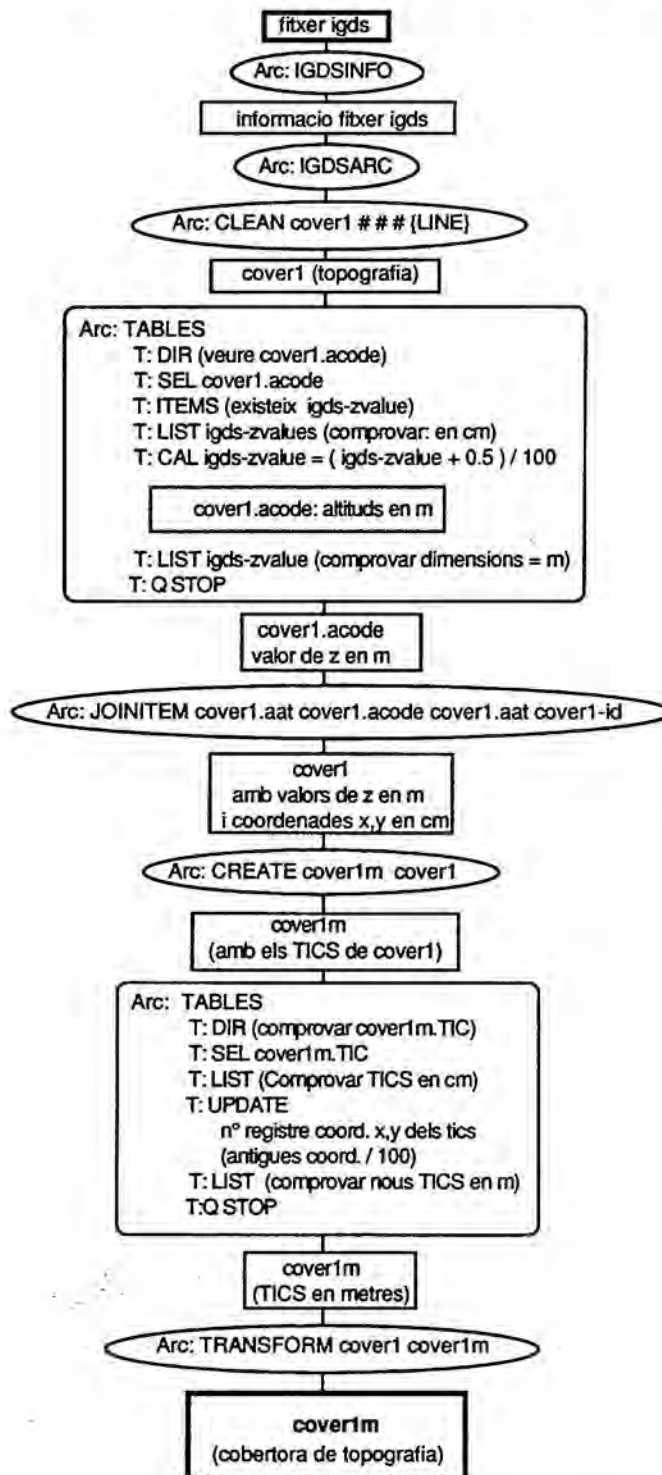 fitxer igds
Arc: IGDSINFO
informacio fitxer igds
Arc: IGDSARC
Arc: CLEAN cover1 # # # {LINE}
cover1 (topografia)
Arc: TABLES
T: DIR (veure cover1.acode)
T: SEL cover1.acode
T: ITEMS (existeix igds-zvalue)
T: LIST igds-zvalues (comprovar: en cm)
T: CAL igds-zvalue = ( igds-zvalue + 0.5 ) / 100
cover1.acode: altituds en m
T: LIST igds-zvalue (comprovar dimensions = m)
T: Q STOP
cover1.acode
valor de z en m
Arc: JOINITEM cover1.aat cover1.acode cover1.aat cover1-id
cover1
amb valors de z en m
i coordenades x,y en cm
Arc: CREATE cover1m cover1
cover1m
(amb els TICS de cover1)
Arc: TABLES
T: DIR (comprovar cover1m.TIC)
T: SEL cover1m.TIC
T: LIST (Comprovar TICS en cm)
T: UPDATE
nº registre coord. x,y dels tics
(antigues coord. / 100)
T: LIST (comprovar nous TICS en m)
T:Q STOP
cover1m
(TICS en metres)
Arc: TRANSFORM cover1 cover1m
cover1m
(cobertora de topografia)